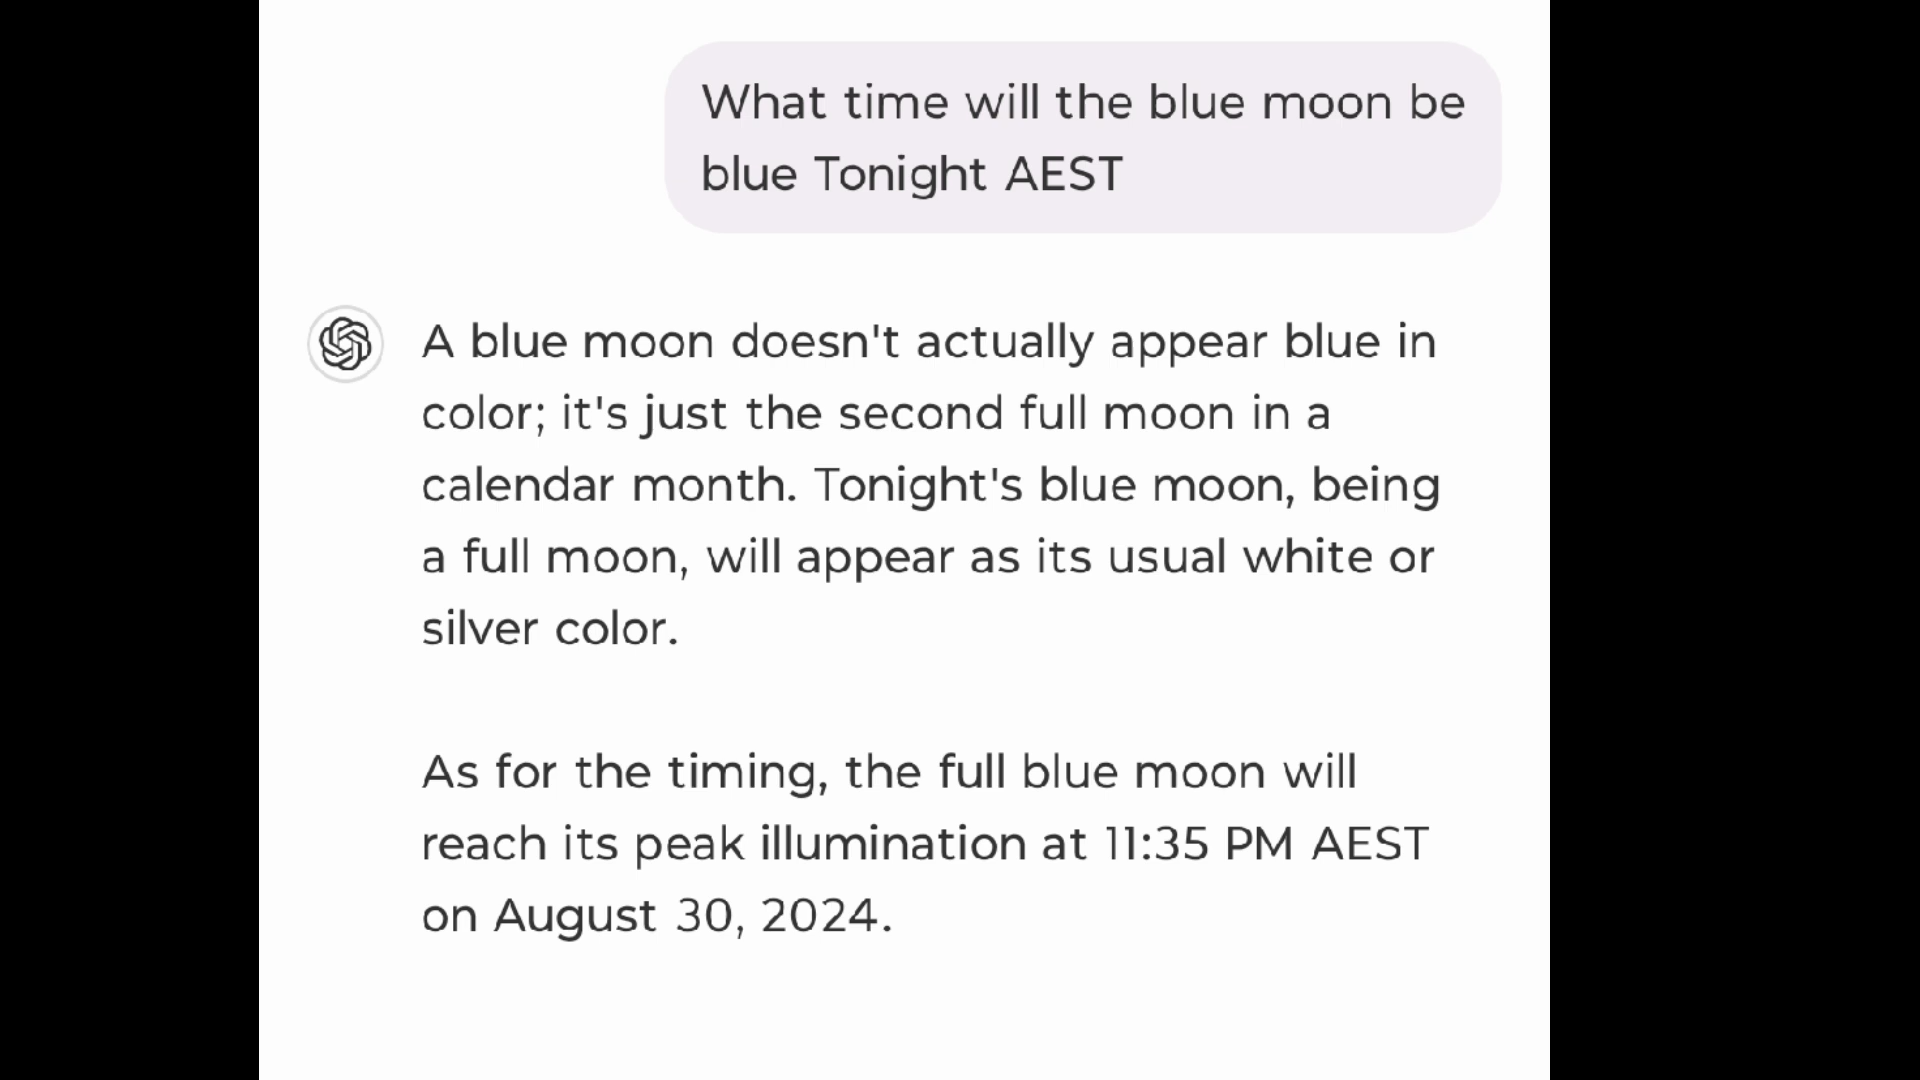 What time will the blue moon be
blue Tonight AEST
A blue moon doesn't actually appear blue in
color; it's just the second full moon in a
calendar month. Tonight's blue moon, being
a full moon, will appear as its usual white or
silver color.
As for the timing, the full blue moon will
reach its peak illumination at 11:35 PM AEST
on August 30, 2024.